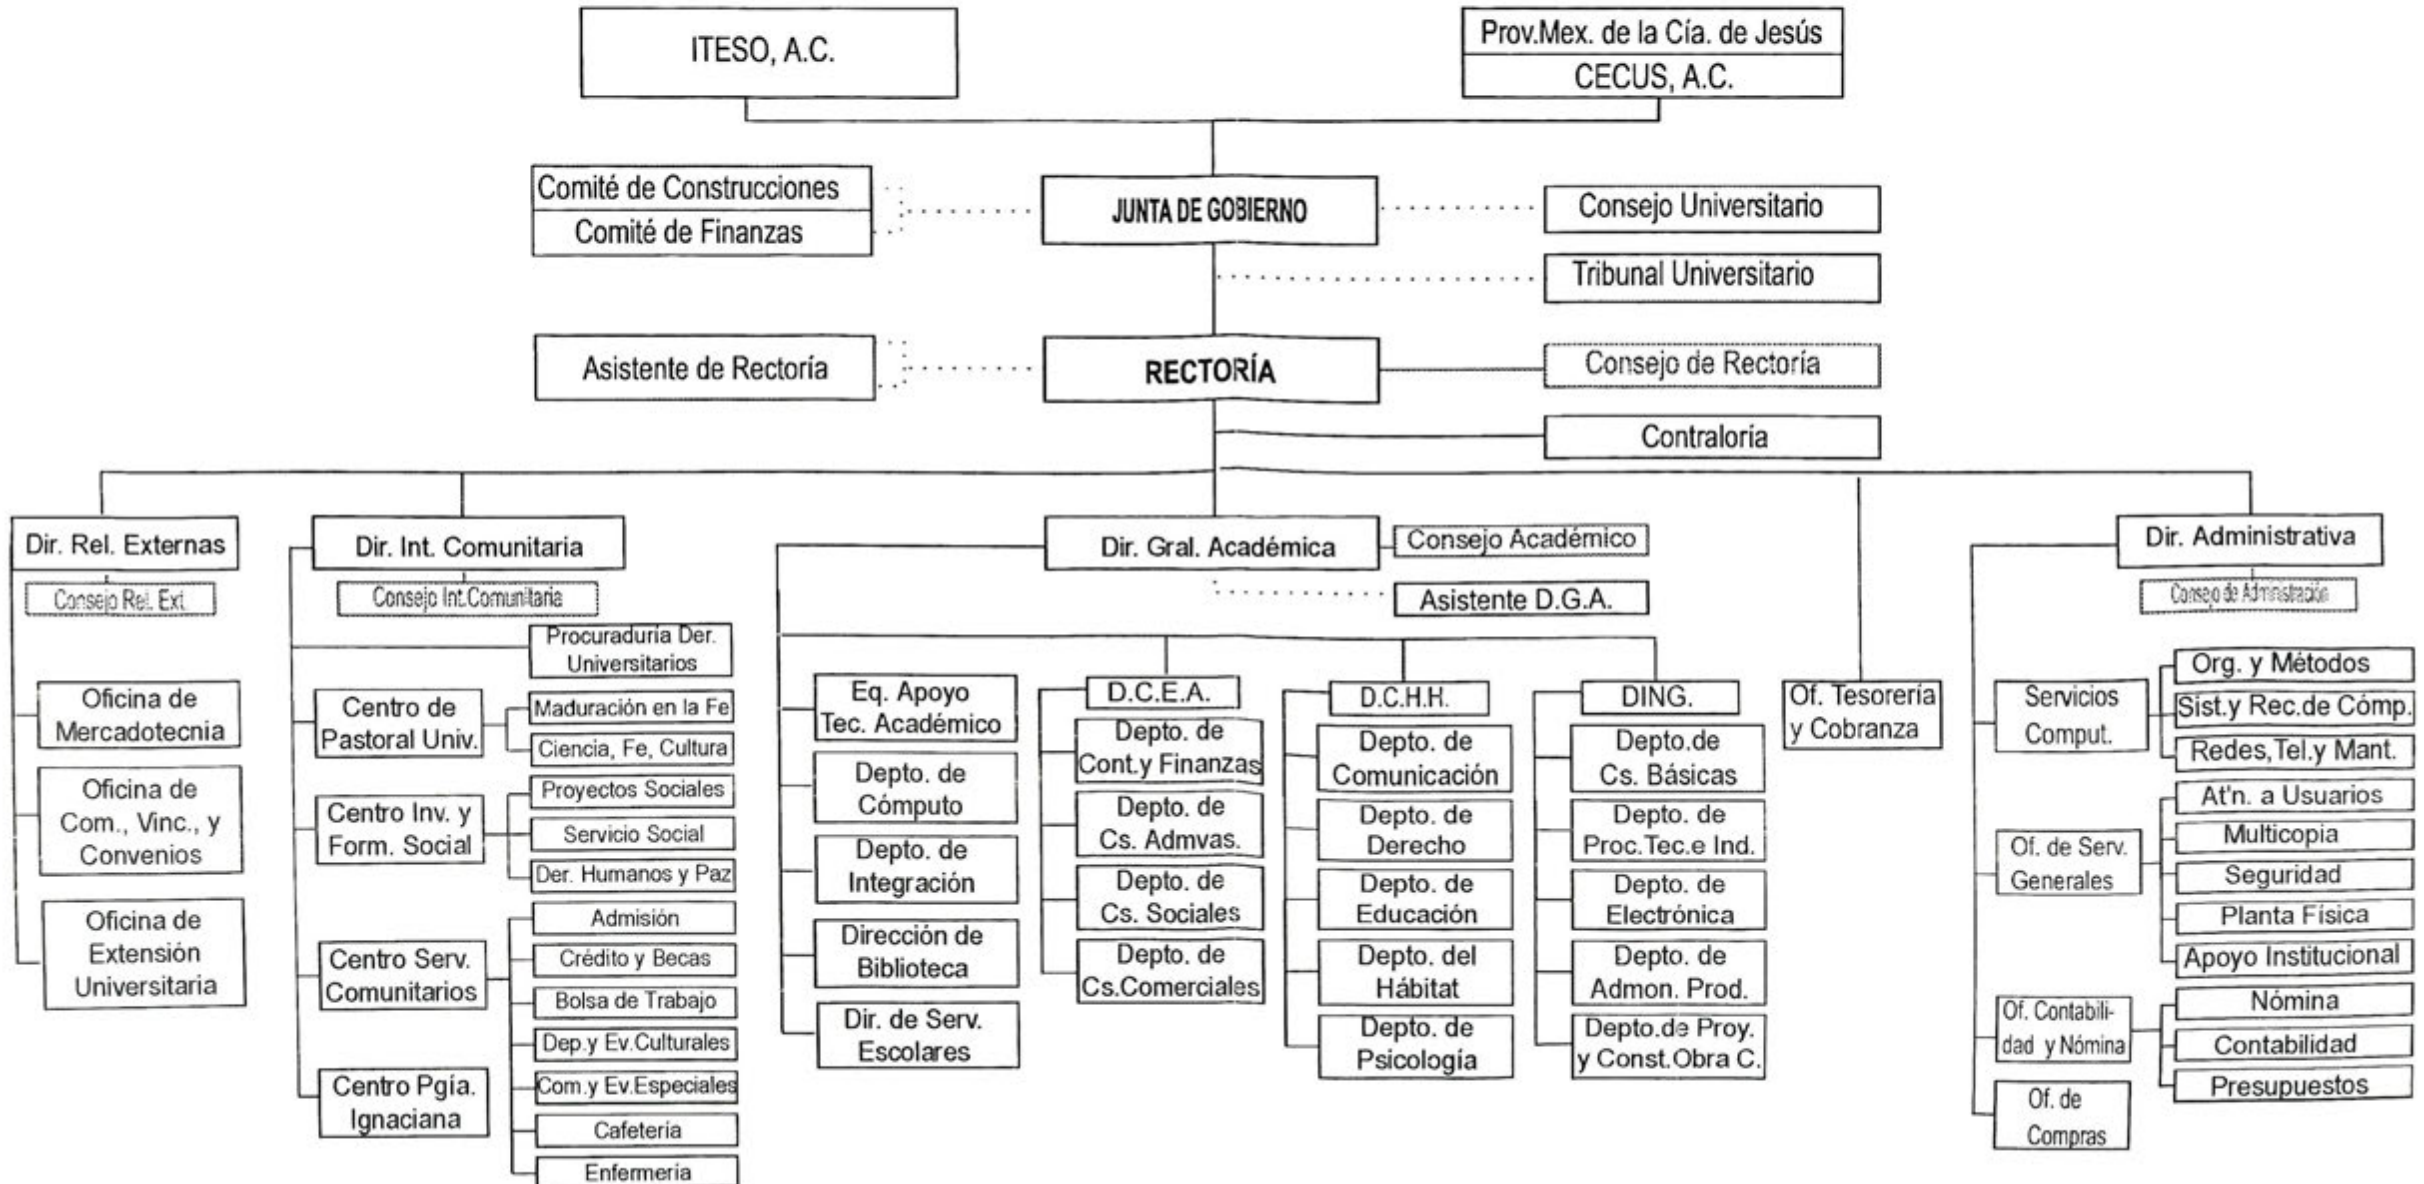 ITESO, A.C.
Prov.Mex. de la Cía. de Jesús
CECUS, A.C.
Comité de Construcciones
Comité de Finanzas
JUNTA DE GOBIERNO
Consejo Universitario
Tribunal Universitario
Asistente de Rectoría
RECTORÍA
Consejo de Rectoría
Contraloría
Dir. Rel. Externas
Consejo Rel. Ext.
Oficina de
Mercadotecnia
Oficina de
Com., Vinc., y
Convenios
Oficina de
Extensión
Universitaria
Dir. Int. Comunitaria
Consejo Int.Comunitaria
Procuraduría Der.
Universitarios
Centro de
Pastoral Univ.
Maduración en la Fe
Ciencia, Fe, Cultura
Centro Inv. y
Form. Social
Proyectos Sociales
Servicio Social
Der. Humanos y Paz
Centro Serv.
Comunitarios
Admisión
Crédito y Becas
Bolsa de Trabajo
Dep.y Ev.Culturales
Com.y Ev.Especiales
Cafetería
Enfermería
Centro Pgía.
Ignaciana
Dir. Gral. Académica
Consejo Académico
Asistente D.G.A.
Eq. Apoyo
Tec. Académico
Depto. de
Cómputo
Depto. de
Integración
Dirección de
Biblioteca
Dir. de Serv.
Escolares
D.C.E.A.
Depto. de
Cont.y Finanzas
Depto. de
Cs. Admvas.
Depto. de
Cs. Sociales
Depto. de
Cs.Comerciales
D.C.H.H.
Depto. de
Comunicación
Depto. de
Derecho
Depto. de
Educación
Depto. del
Hábitat
Depto. de
Psicología
DING.
Depto.de
Cs. Básicas
Depto. de
Proc.Tec.e Ind.
Depto. de
Electrónica
Depto. de
Admon. Prod.
Depto.de Proy.
y Const.Obra C.
Of. Tesorería
y Cobranza
Dir. Administrativa
Consejo de Administración
Servicios
Comput.
Org. y Métodos
Sist.y Rec.de Cómp.
Redes,Tel.y Mant.
Of. de Serv.
Generales
At'n. a Usuarios
Multicopia
Seguridad
Planta Física
Apoyo Institucional
Of. Contabili-
dad y Nómina
Nómina
Contabilidad
Presupuestos
Of. de
Compras